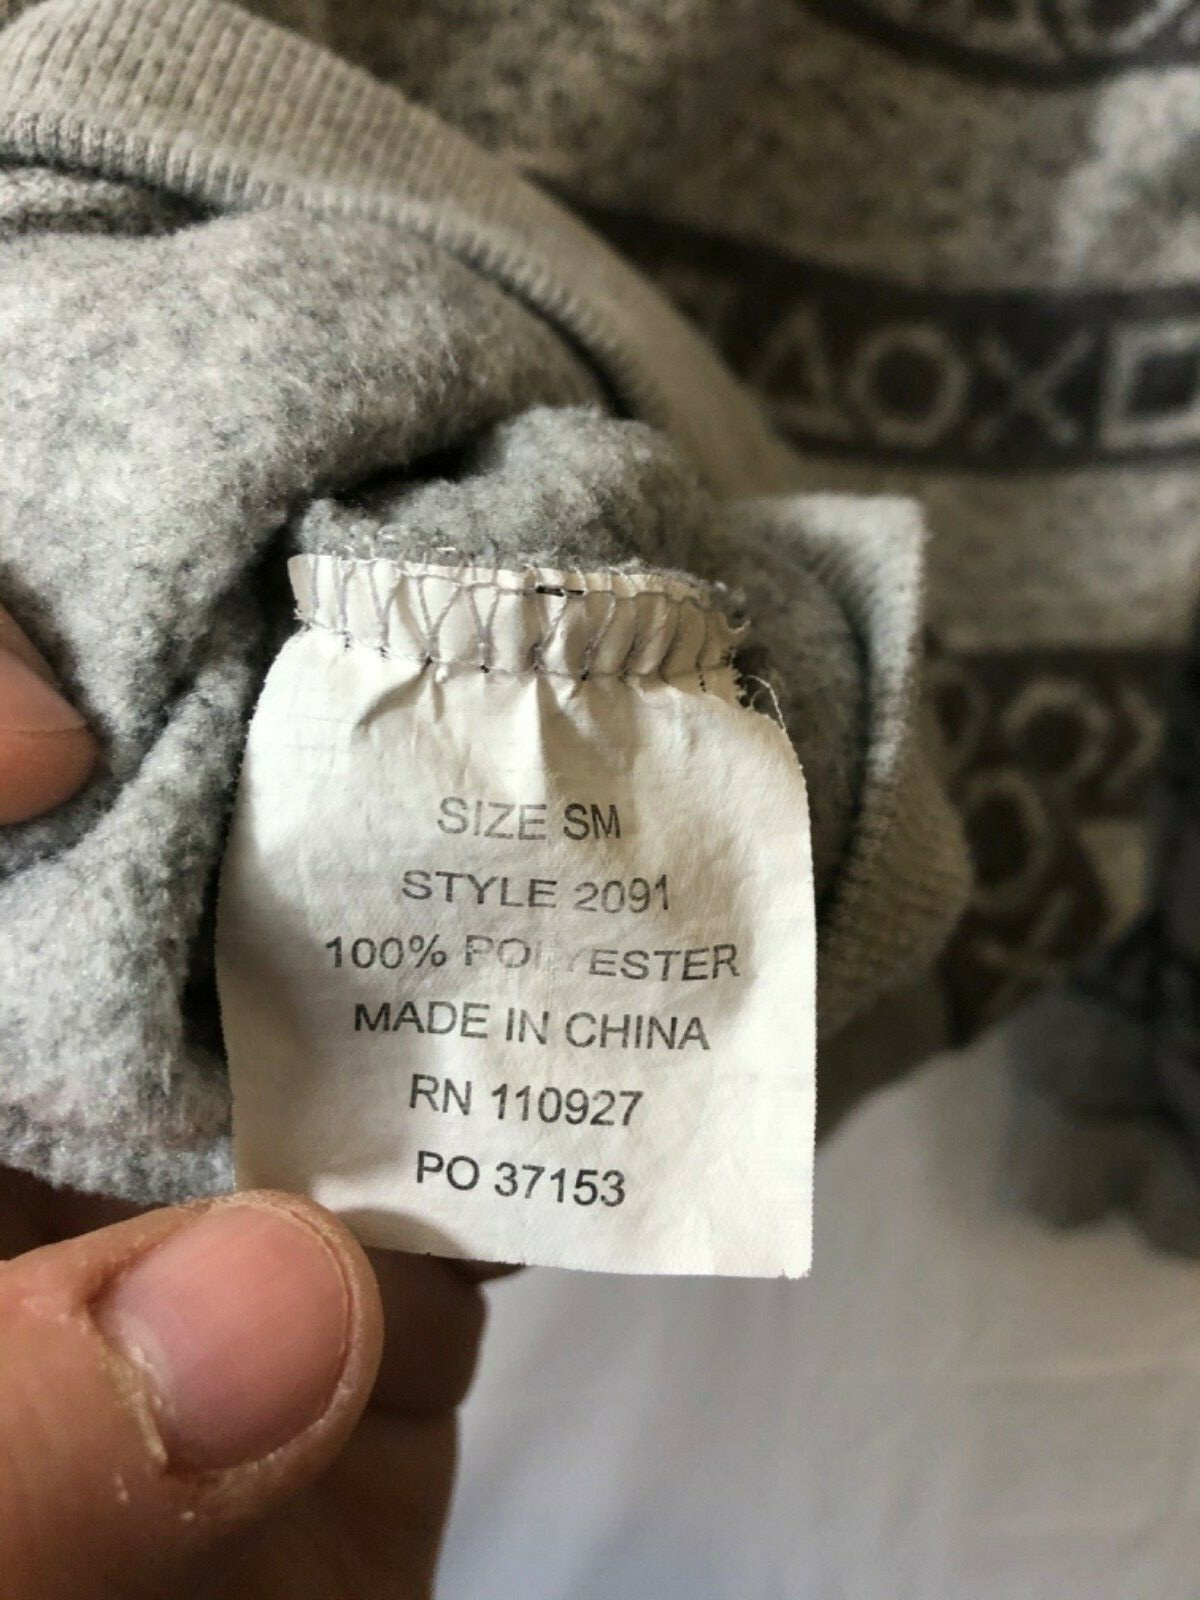 SIZE SM
STYLE 2091
100% POLYESTER
MADE IN CHINA
RN 110927
PO 37153